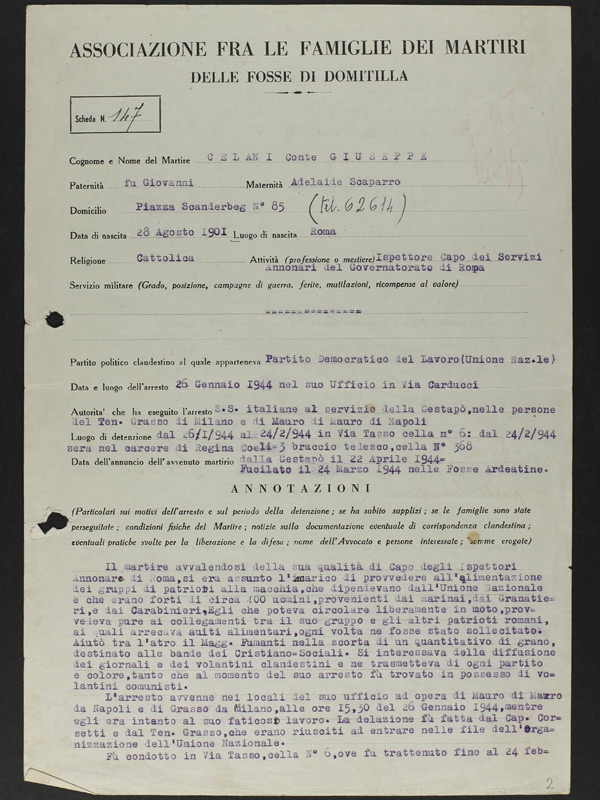 ASSOCIAZIONE FRA LE FAMIGLIE DEI MARTIRI
DELLE FOSSE DI DOMITILLA
Scheda N. 147
Cognome e Nome del Martire C E L A N I Conte G I U S E P P E
Paternità fu Giovanni Maternità Adelaide Scaparro
Domicilio Piazza Scanderbeg N° 85 (tel. 62614)
Data di nascita 28 Agosto 1901 Luogo di nascita Roma
Religione Cattolica Attività (professione o mestiere) Ispettore Capo dei Servizi
Annonari del Governatorato di Roma
Servizio militare (Grado, posizione, campagne di guerra, ferite, mutilazioni, ricompense al valore)
===============
Partito politico clandestino al quale apparteneva Partito Democratico del Lavoro(Unione Naz.le)
Data e luogo dell'arresto 26 Gennaio 1944 nel suo Ufficio in Via Carducci
Autorita' che ha eseguito l'arresto S.S. italiane al servizio della Gestapò,nelle persone
del Ten. Grasso di Milano e di Mauro di Mauro di Napoli
Luogo di detenzione dal 26/1/944 al 24/2/944 in Via Tasso cella n° 6: dal 24/2/944
sera nel carcere di Regina Coeli-3 braccio tedesco,cella N° 368
Data dell'annuncio dell'avvenuto martirio dalla Gestapò il 22 Aprile 1944=
Fucilato il 24 Marzo 1944 nelle Fosse Ardeatine.
ANNOTAZIONI
(Particolari sui motivi dell'arresto e sul periodo della detenzione ; se ha subito supplizi ; se le famiglie sono state
perseguitate ; condizioni fisiche del Martire ; notizie sulla documentazione eventuale di corrispondenza clandestina ;
eventuali pratiche svolte per la liberazione e la difesa ; nome dell'Avvocato e persone interessate ; somme erogate)
Il martire avvalendosi della sua qualità di Capo degli Ispettori
Annonari di Roma,si era assunto l'incarico di provvedere all'alimentazione
dei gruppi di patrioti alla macchia,che dipendevano dall'Unione Nazionale
e che erano forti di circa 400 uomini,provenienti dai marinai,dai Granatie=
ri,e dai Carabinieri.Egli che poteva circolare liberamente in moto,prov=
vedeva pure ai collegamenti tra il suo gruppo e gli altri patrioti romani,
ai quali arrecava aiuti alimentari,ogni volta ne fosse stato sollecitato.
Aiutò tra l'atro il Magg. Fumanti nella scorta di un quantitativo di grano,
destinato alle bande dei Cristiano=Sociali. Si interessava della diffusione
dei giornali e dei volantini clandestini e ne trasmetteva di ogni partito
e colore,tanto che al momento del suo arresto fù trovato in possesso di vo=
lantini comunisti.
L'arresto avvenne nei locali del suo ufficio ad opera di Mauro di Mauro
da Napoli e di Grasso da Milano,alle ore 15,30 del 26 Gennaio 1944,mentre
egli era intanto al suo faticoso lavoro. La delazione fù fatta dal Cap. Cor=
setti e dal Ten. Grasso,che erano riusciti ad entrare nelle file dell'Orga=
nizzazione dell'Unione Nazionale.
Fù condotto in Via Tasso,cella N° 6,ove fu trattenuto fino al 24 feb=
2